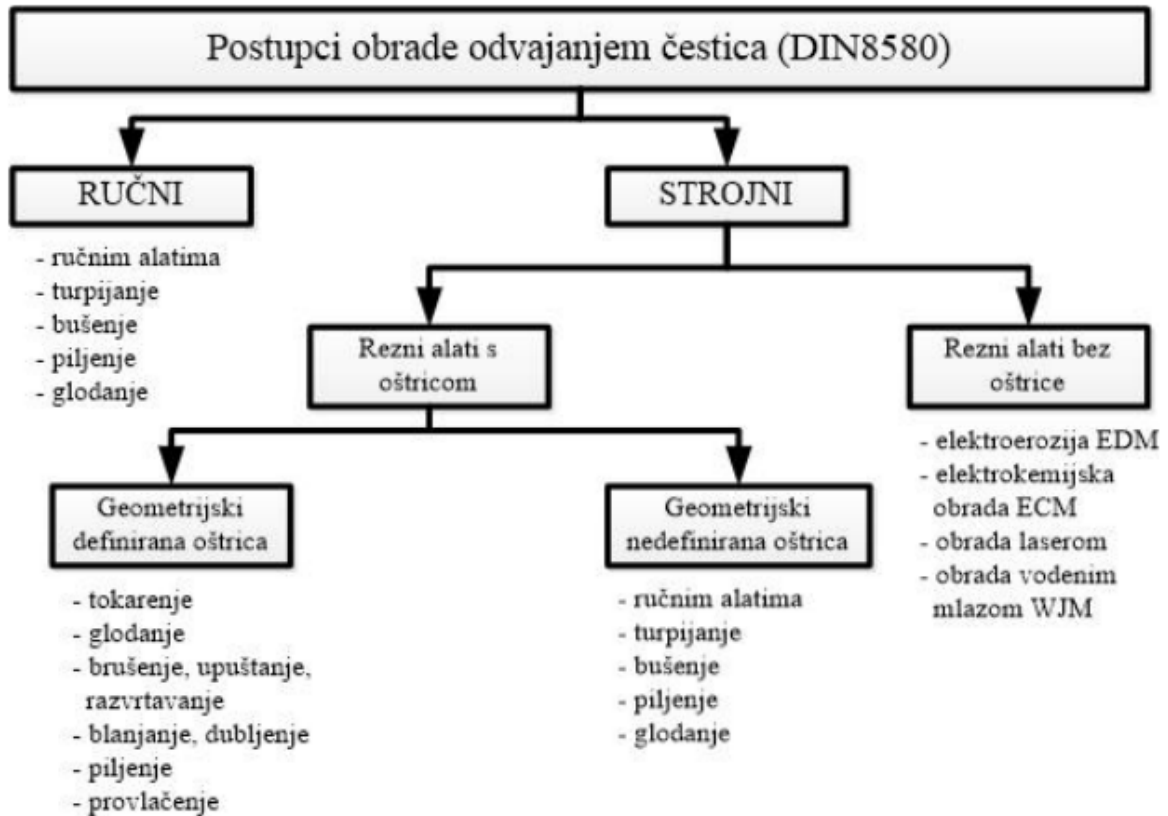 Postupci obrade odvajanjem čestica (DIN8580)
RUČNI
- ručnim alatima
- turpijanje
- bušenje
- piljenje
- glodanje
STROJNI
Rezni alati s
oštricom
Geometrijski
definirana oštrica
- tokarenje
- glodanje
- brušenje, upuštanje,
razvrtavanje
- blanjanje, dubljenje
- piljenje
- provlačenje
Geometrijski
nedefinirana oštrica
- ručnim alatima
- turpijanje
- bušenje
- piljenje
- glodanje
Rezni alati bez
oštrice
- elektroerozija EDM
- elektrokemijska
obrada ECM
- obrada laserom
- obrada vodenim
mlazom WJM